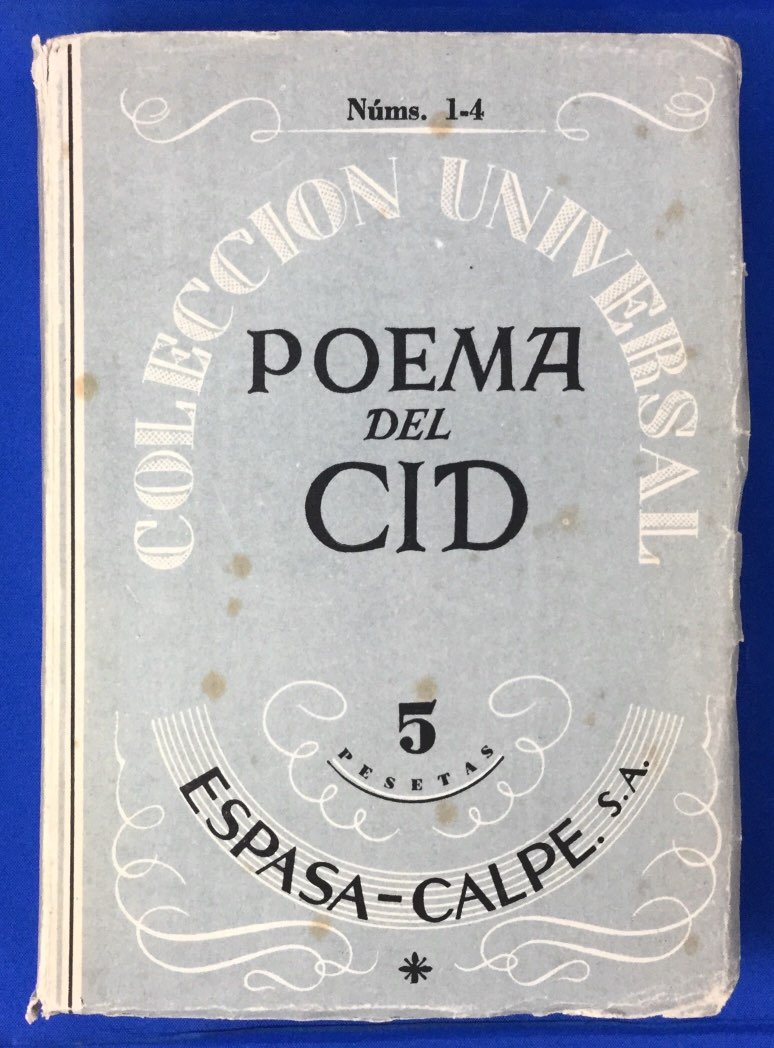 Núms. 1-4
COLECCION UNIVERSAL
POEMA
DEL
CID
5
PESETAS
ESPASA-CALPE. S.A.